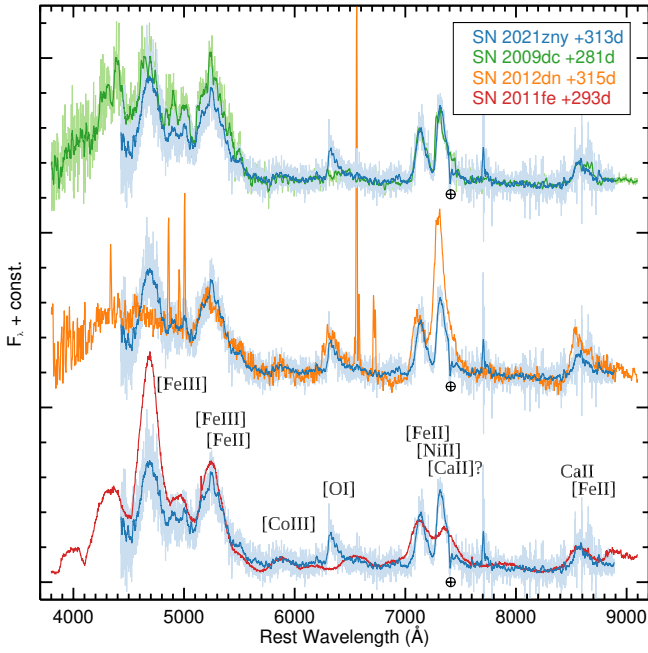 SN 2021zny +313d
SN 2009dc +281d
SN 2012dn +315d
SN 2011fe +293d
F_λ + const.
[FeIII]
[FeIII]
[FeII]
[CoIII]
[OI]
[FeII]
[NiII]
[CaII]?
CaII
[FeII]
4000 5000 6000 7000 8000 9000
Rest Wavelength (Å)